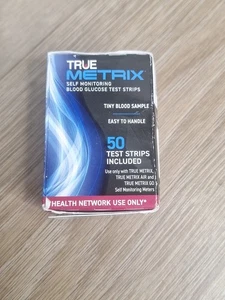 TRUE
METRIX
SELF MONITORING
BLOOD GLUCOSE TEST STRIPS
TINY BLOOD SAMPLE
EASY TO HANDLE
50
TEST STRIPS
INCLUDED
Use only with TRUE METRIX,
TRUE METRIX AIR and
TRUE METRIX GO
Self Monitoring Meters
HEALTH NETWORK USE ONLY*